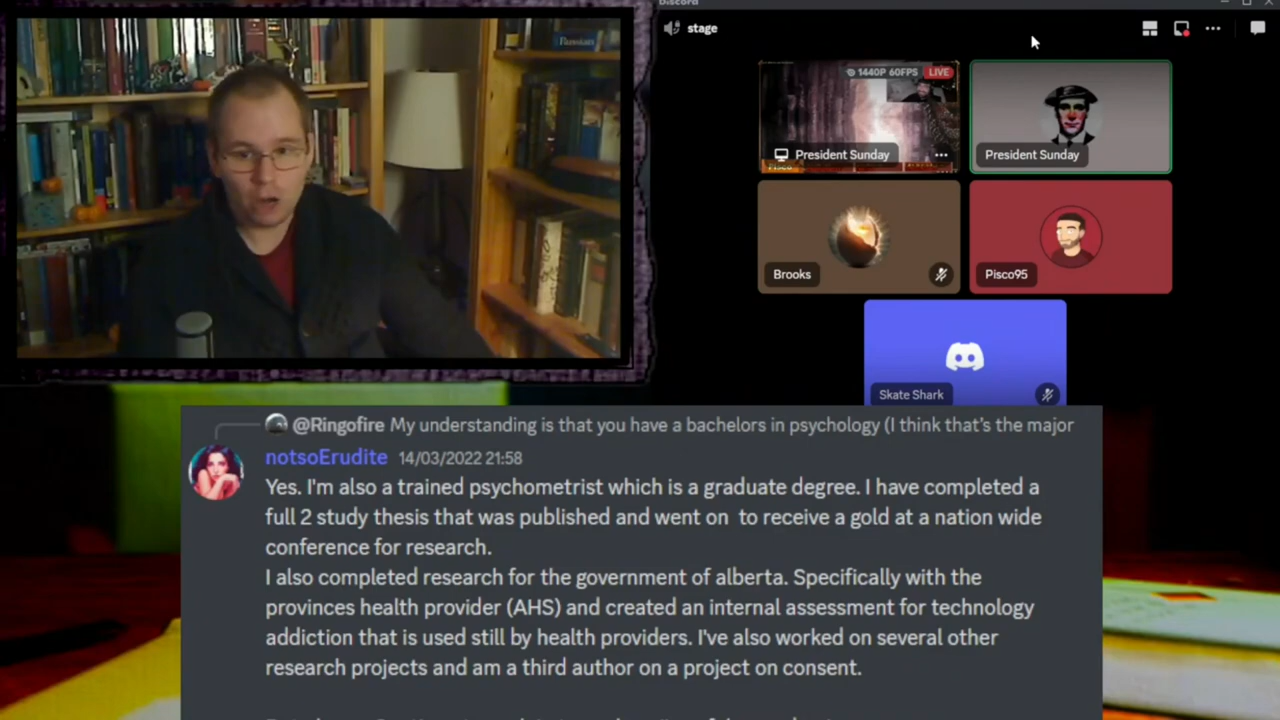 Discord
stage
Russian
1440P 60FPS LIVE
President Sunday
President Sunday
Brooks
Pisco95
Skate Shark
@Ringofire My understanding is that you have a bachelors in psychology (I think that's the major
notsoErudite 14/03/2022 21:58
Yes. I'm also a trained psychometrist which is a graduate degree. I have completed a
full 2 study thesis that was published and went on to receive a gold at a nation wide
conference for research.
I also completed research for the government of alberta. Specifically with the
provinces health provider (AHS) and created an internal assessment for technology
addiction that is used still by health providers. I've also worked on several other
research projects and am a third author on a project on consent.